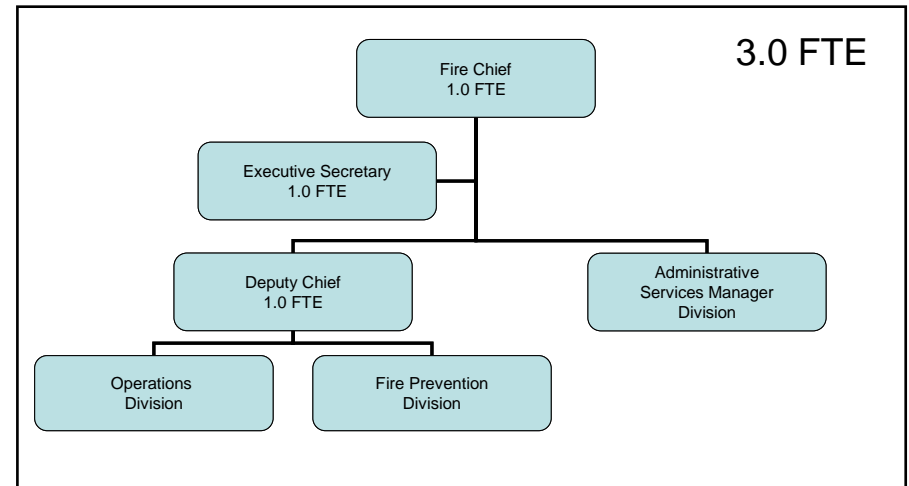 3.0 FTE
Fire Chief
1.0 FTE
Executive Secretary
1.0 FTE
Deputy Chief
1.0 FTE
Administrative
Services Manager
Division
Operations
Division
Fire Prevention
Division